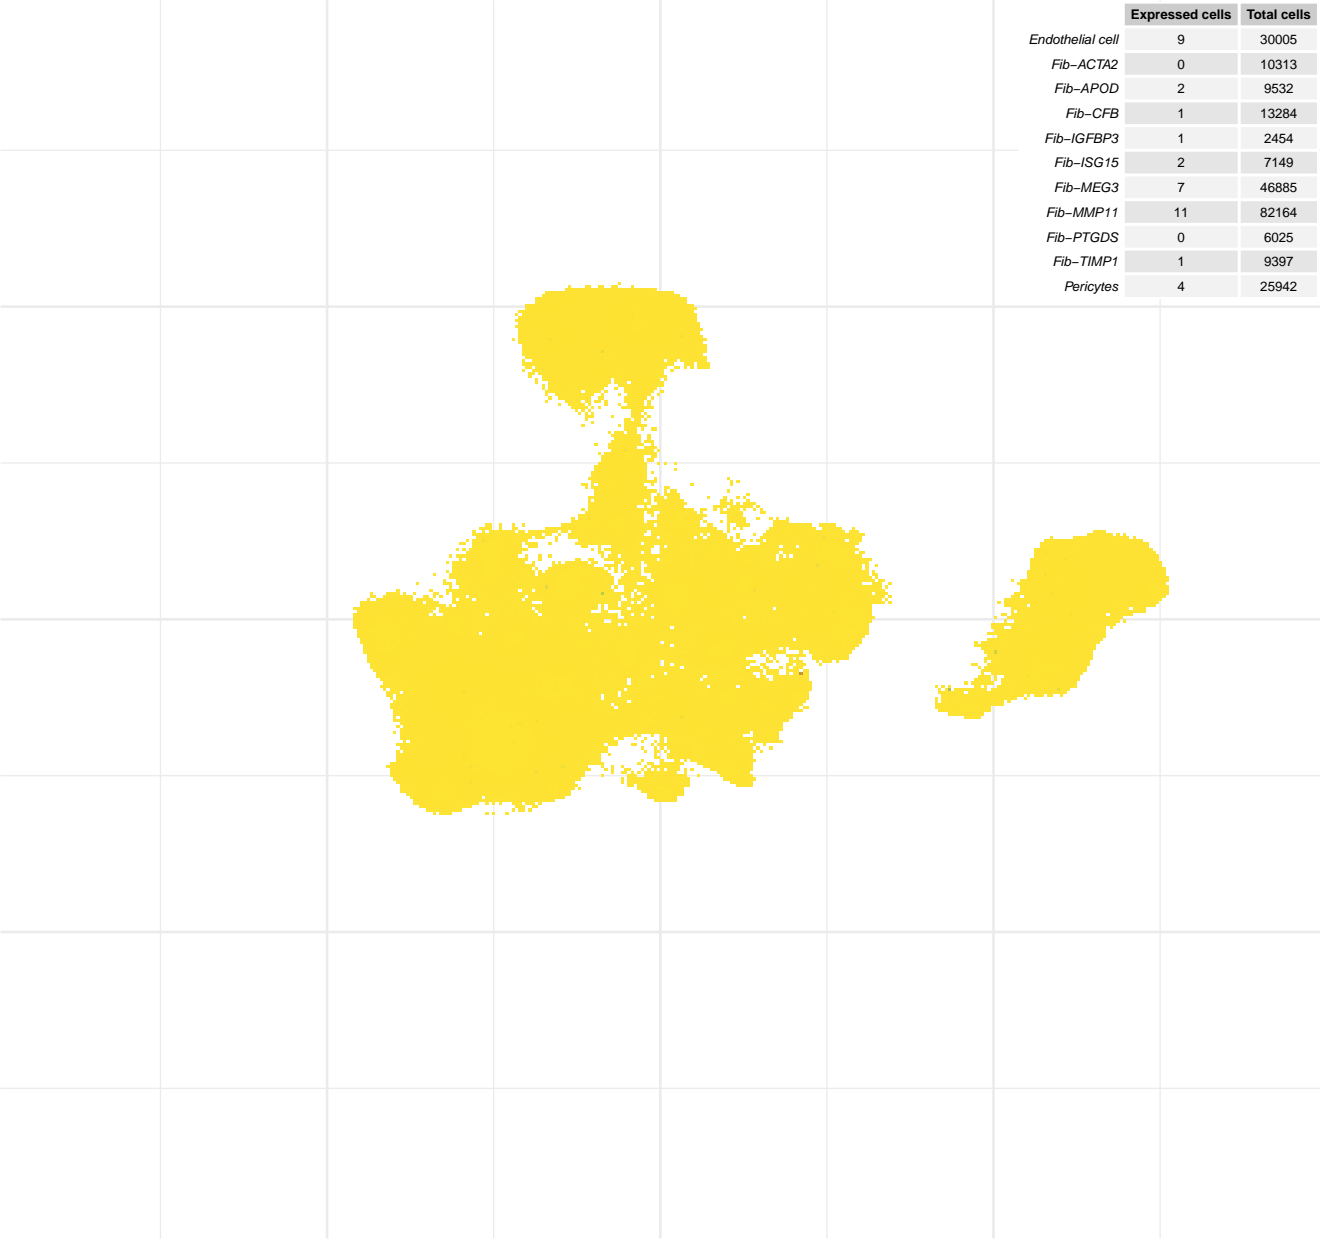 Expressed cells Total cells
Endothelial cell 9 30005
Fib−ACTA2 0 10313
Fib−APOD 2 9532
Fib−CFB 1 13284
Fib−IGFBP3 1 2454
Fib−ISG15 2 7149
Fib−MEG3 7 46885
Fib−MMP11 11 82164
Fib−PTGDS 0 6025
Fib−TIMP1 1 9397
Pericytes 4 25942